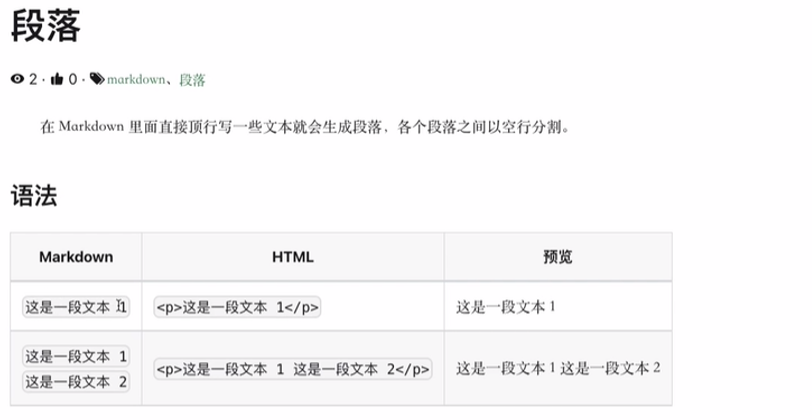 段落
2 · 0 · markdown、段落
在 Markdown 里面直接顶行写一些文本就会生成段落，各个段落之间以空行分割。
语法
Markdown HTML 预览
这是一段文本 1 <p>这是一段文本 1</p> 这是一段文本 1
这是一段文本 1
这是一段文本 2 <p>这是一段文本 1 这是一段文本 2</p> 这是一段文本 1 这是一段文本 2